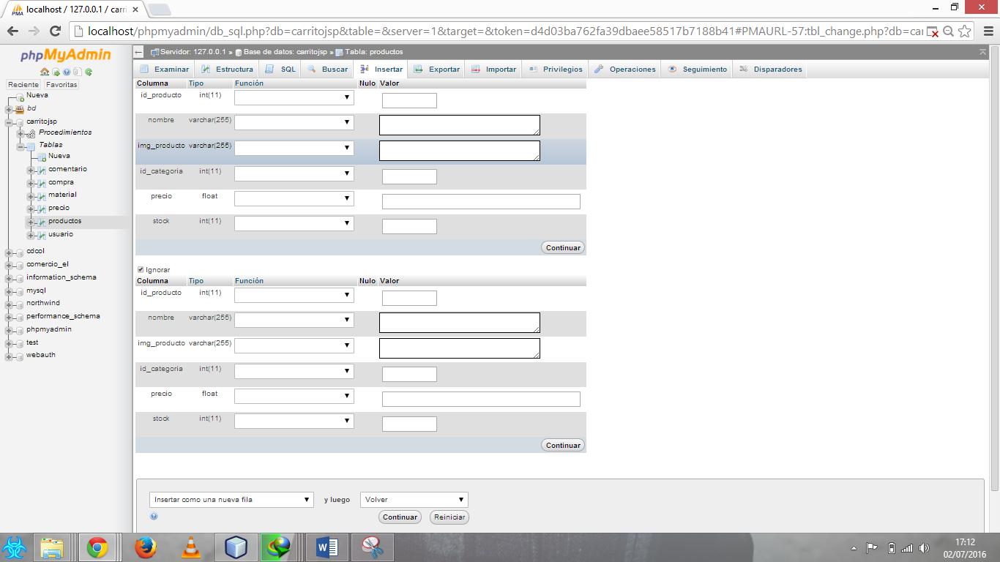 localhost / 127.0.0.1 / carri
localhost/phpmyadmin/db_sql.php?db=carritojsp&table=&server=1&target=&token=d4d03ba762fa39dbaee58517b7188b41#PMAURL-57:tbl_change.php?db=car
phpMyAdmin
Reciente Favoritas
Nueva
bd
carritojsp
Procedimientos
Tablas
Nueva
comentario
compra
material
precio
productos
usuario
cdcol
comercio_el
information_schema
mysql
northwind
performance_schema
phpmyadmin
test
webauth
Servidor: 127.0.0.1 » Base de datos: carritojsp » Tabla: productos
Examinar Estructura SQL Buscar Insertar Exportar Importar Privilegios Operaciones Seguimiento Disparadores
Columna Tipo Función Nulo Valor
id_producto int(11)
nombre varchar(255)
img_producto varchar(255)
id_categoria int(11)
precio float
stock int(11)
Continuar
Ignorar
Columna Tipo Función Nulo Valor
id_producto int(11)
nombre varchar(255)
img_producto varchar(255)
id_categoria int(11)
precio float
stock int(11)
Continuar
Insertar como una nueva fila y luego Volver
Continuar Reiniciar
17:12
02/07/2016